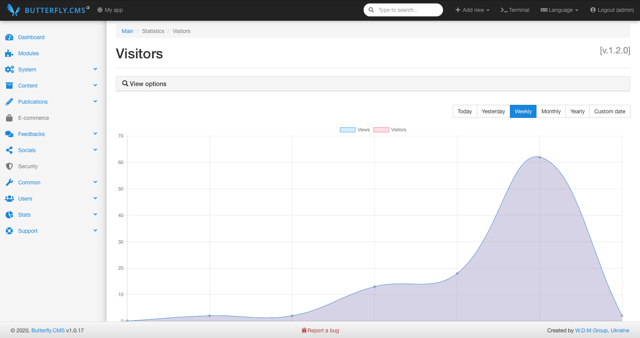 BUTTERFLY.CMS My app Type to search... Add new Terminal Language Logout (admin)
Dashboard
Modules
System
Content
Publications
E-commerce
Feedbacks
Socials
Security
Common
Users
Stats
Support
Main / Statistics / Visitors
Visitors [v.1.2.0]
View options
Today Yesterday Weekly Monthly Yearly Custom date
Views Visitors
70
60
50
40
30
20
10
0
© 2020, Butterfly.CMS v1.0.17 Report a bug Created by W.D.M.Group, Ukraine